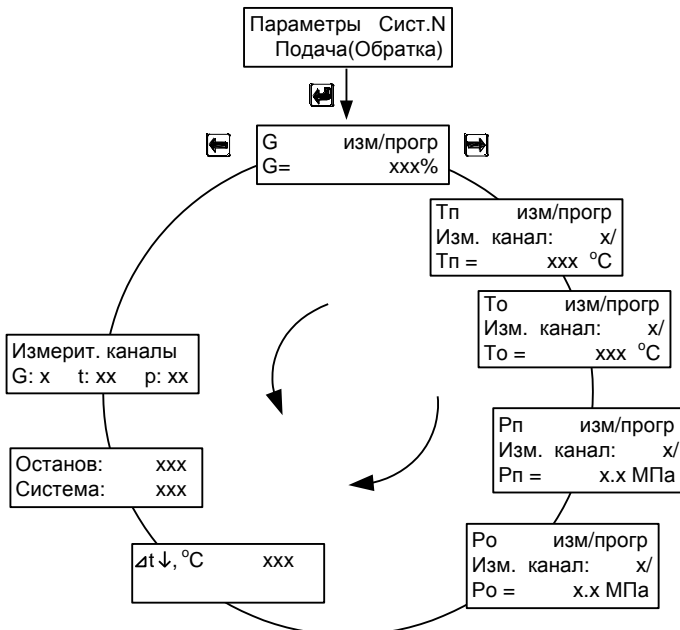 Параметры Сист.N
Подача(Обратка)
G изм/прогр
G= xxx%
Тп изм/прогр
Изм. канал: x/
Тп = xxx °C
То изм/прогр
Изм. канал: x/
То = xxx °C
Рп изм/прогр
Изм. канал: x/
Рп = x.x МПа
Ро изм/прогр
Изм. канал: x/
Ро = x.x МПа
⊿t↓, °C xxx
Останов: xxx
Система: xxx
Измерит. каналы
G: x t: xx p: xx